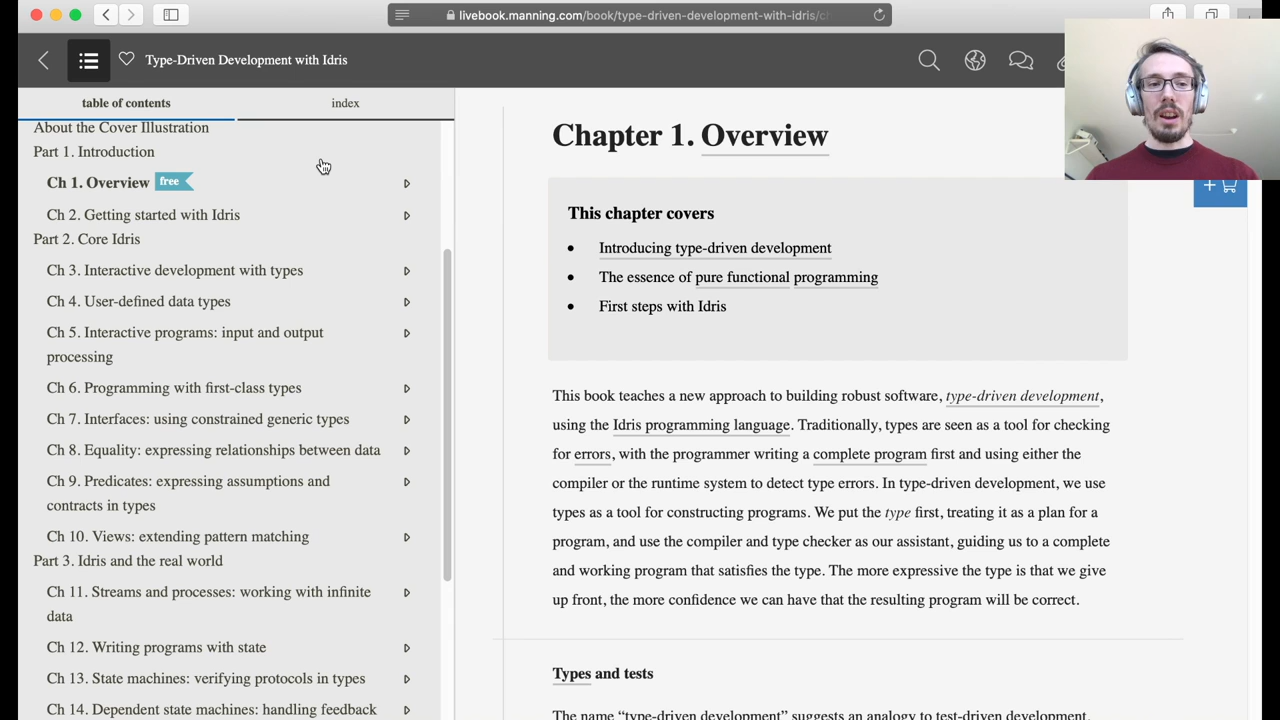 livebook.manning.com/book/type-driven-development-with-idris/ch
Type-Driven Development with Idris
table of contents
index
About the Cover Illustration
Part 1. Introduction
Ch 1. Overview free
Ch 2. Getting started with Idris
Part 2. Core Idris
Ch 3. Interactive development with types
Ch 4. User-defined data types
Ch 5. Interactive programs: input and output
processing
Ch 6. Programming with first-class types
Ch 7. Interfaces: using constrained generic types
Ch 8. Equality: expressing relationships between data
Ch 9. Predicates: expressing assumptions and
contracts in types
Ch 10. Views: extending pattern matching
Part 3. Idris and the real world
Ch 11. Streams and processes: working with infinite
data
Ch 12. Writing programs with state
Ch 13. State machines: verifying protocols in types
Ch 14. Dependent state machines: handling feedback
Chapter 1. Overview
This chapter covers
• Introducing type-driven development
• The essence of pure functional programming
• First steps with Idris
This book teaches a new approach to building robust software, type-driven development,
using the Idris programming language. Traditionally, types are seen as a tool for checking
for errors, with the programmer writing a complete program first and using either the
compiler or the runtime system to detect type errors. In type-driven development, we use
types as a tool for constructing programs. We put the type first, treating it as a plan for a
program, and use the compiler and type checker as our assistant, guiding us to a complete
and working program that satisfies the type. The more expressive the type is that we give
up front, the more confidence we can have that the resulting program will be correct.
Types and tests
The name “type-driven development” suggests an analogy to test-driven development.